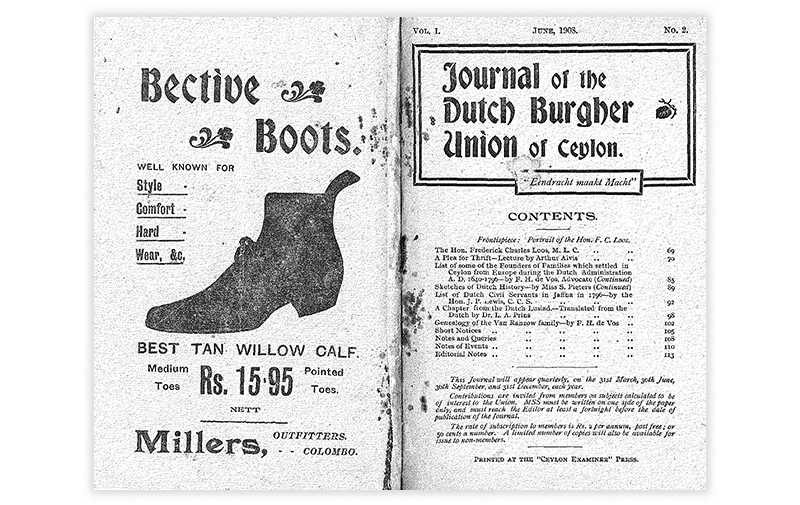 Bective
Boots.
WELL KNOWN FOR
Style -
Comfort -
Hard -
Wear, &c.
BEST TAN WILLOW CALF.
Medium Toes Rs. 15·95 Pointed Toes.
NETT
Millers, OUTFITTERS.
- - COLOMBO.
VOL. I. JUNE, 1908. No. 2.
Journal of the
Dutch Burgher
Union of Ceylon.
"Eendracht maakt Macht"
CONTENTS.
Frontispiece: Portrait of the Hon. F. C. Loos.
The Hon. Frederick Charles Loos, M. L. C. .. .. 69
A Plea for Thrift—Lecture by Arthur Alvis .. .. 70
List of some of the Founders of Families which settled in
Ceylon from Europe during the Dutch Administration
A. D. 1640-1796—by F. H. de Vos, Advocate (Continued) 85
Sketches of Dutch History—by Miss S. Pieters (Continued) 89
List of Dutch Civil Servants in Jaffna in 1796—by the
Hon. J. P. Lewis, C. C. S. .. .. .. 92
A Chapter from the Dutch Lusiad.—Translated from the
Dutch by Dr. L. A. Prins .. .. .. 98
Genealogy of the Van Ranzow family—by F. H. de Vos .. 102
Short Notices .. .. .. .. .. 105
Notes and Queries .. .. .. .. 108
Notes of Events .. .. .. .. .. 110
Editorial Notes .. .. .. .. .. 113
This Journal will appear quarterly, on the 31st March, 30th June,
30th September, and 31st December, each year.
Contributions are invited from members on subjects calculated to be
of interest to the Union. MSS must be written on one side of the paper
only, and must reach the Editor at least a fortnight before the date of
publication of the Journal.
The rate of subscription to members is Rs. 2 per annum, post free; or
50 cents a number. A limited number of copies will also be available for
issue to non-members.
PRINTED AT THE "CEYLON EXAMINER" PRESS.